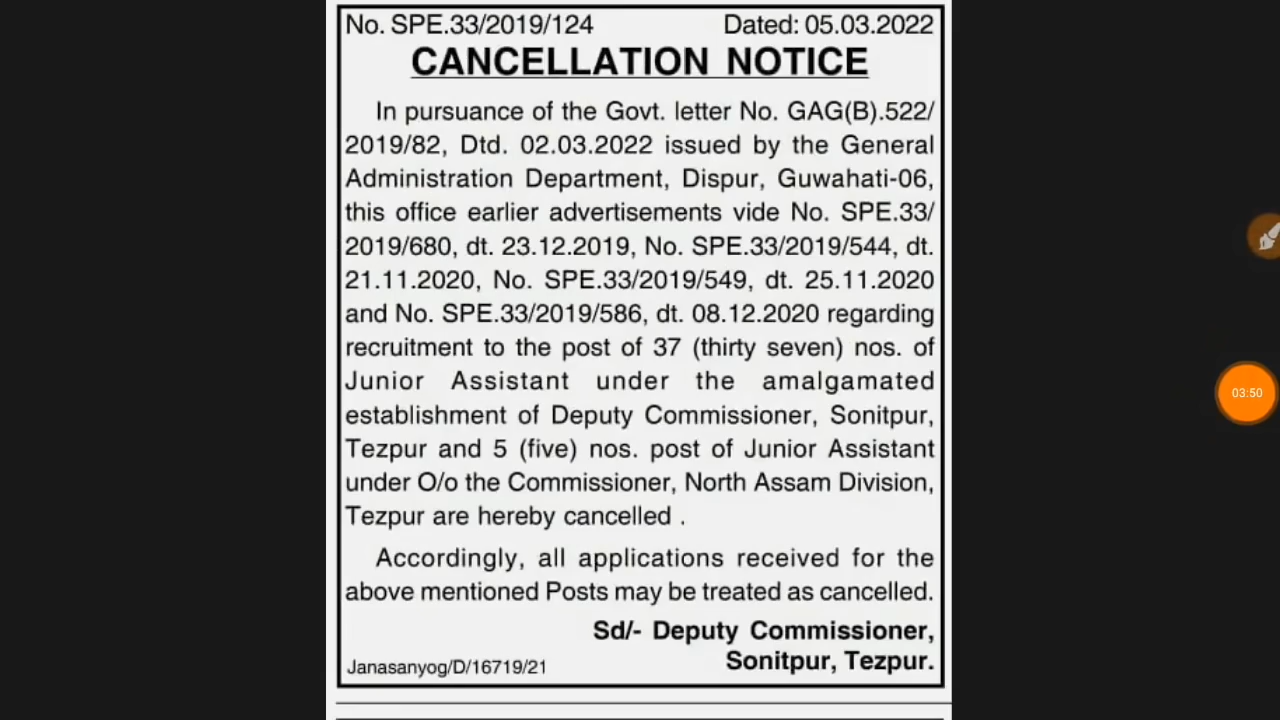 No. SPE.33/2019/124 Dated: 05.03.2022
CANCELLATION NOTICE
In pursuance of the Govt. letter No. GAG(B).522/
2019/82, Dtd. 02.03.2022 issued by the General
Administration Department, Dispur, Guwahati-06,
this office earlier advertisements vide No. SPE.33/
2019/680, dt. 23.12.2019, No. SPE.33/2019/544, dt.
21.11.2020, No. SPE.33/2019/549, dt. 25.11.2020
and No. SPE.33/2019/586, dt. 08.12.2020 regarding
recruitment to the post of 37 (thirty seven) nos. of
Junior Assistant under the amalgamated
establishment of Deputy Commissioner, Sonitpur,
Tezpur and 5 (five) nos. post of Junior Assistant
under O/o the Commissioner, North Assam Division,
Tezpur are hereby cancelled .
Accordingly, all applications received for the
above mentioned Posts may be treated as cancelled.
Sd/- Deputy Commissioner,
Sonitpur, Tezpur.
Janasanyog/D/16719/21
03:50